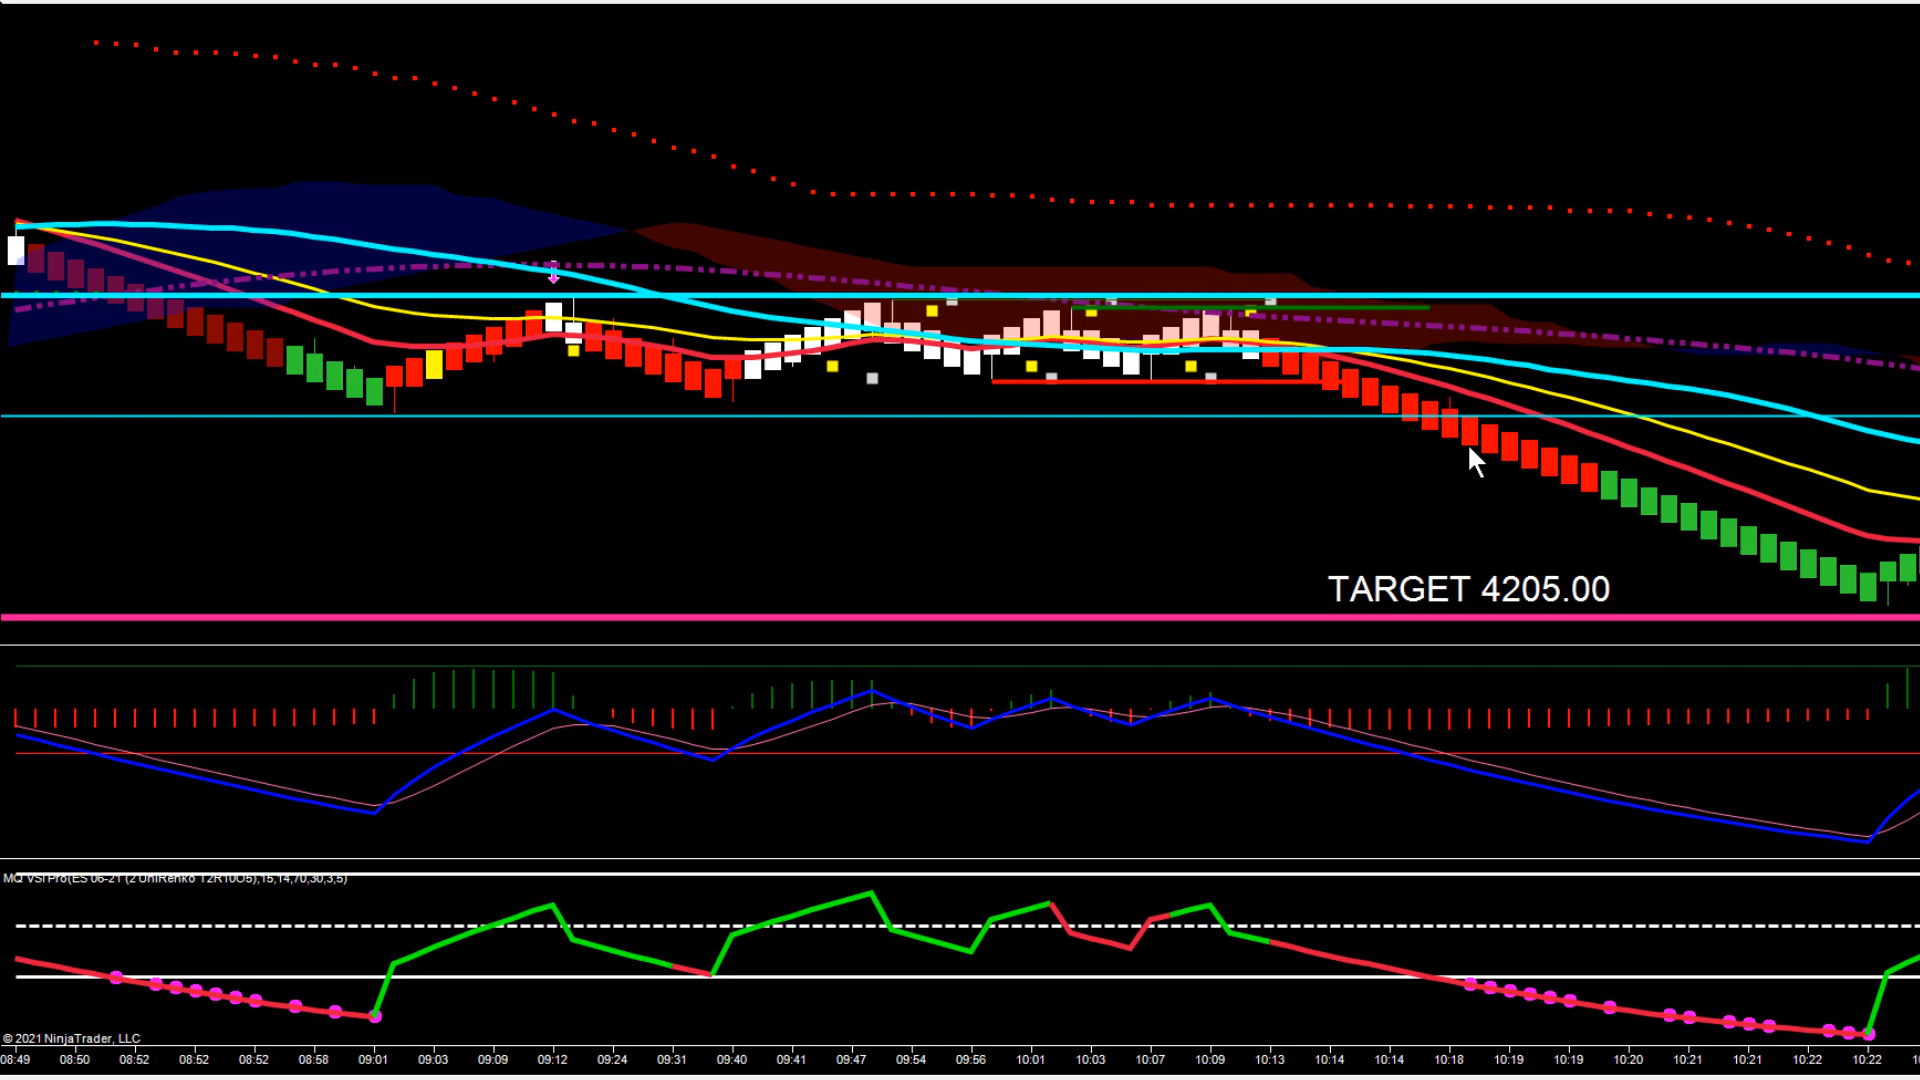 TARGET 4205.00
MQ VSI Pro(ES 06-21 (2 UniRenko T2R10O5),15,14,70,30,3,5)
© 2021 NinjaTrader, LLC
08:49 08:50 08:52 08:52 08:52 08:58 09:01 09:03 09:09 09:12 09:24 09:31 09:40 09:41 09:47 09:54 09:56 10:01 10:03 10:07 10:09 10:13 10:14 10:14 10:18 10:19 10:19 10:20 10:21 10:21 10:22 10:22